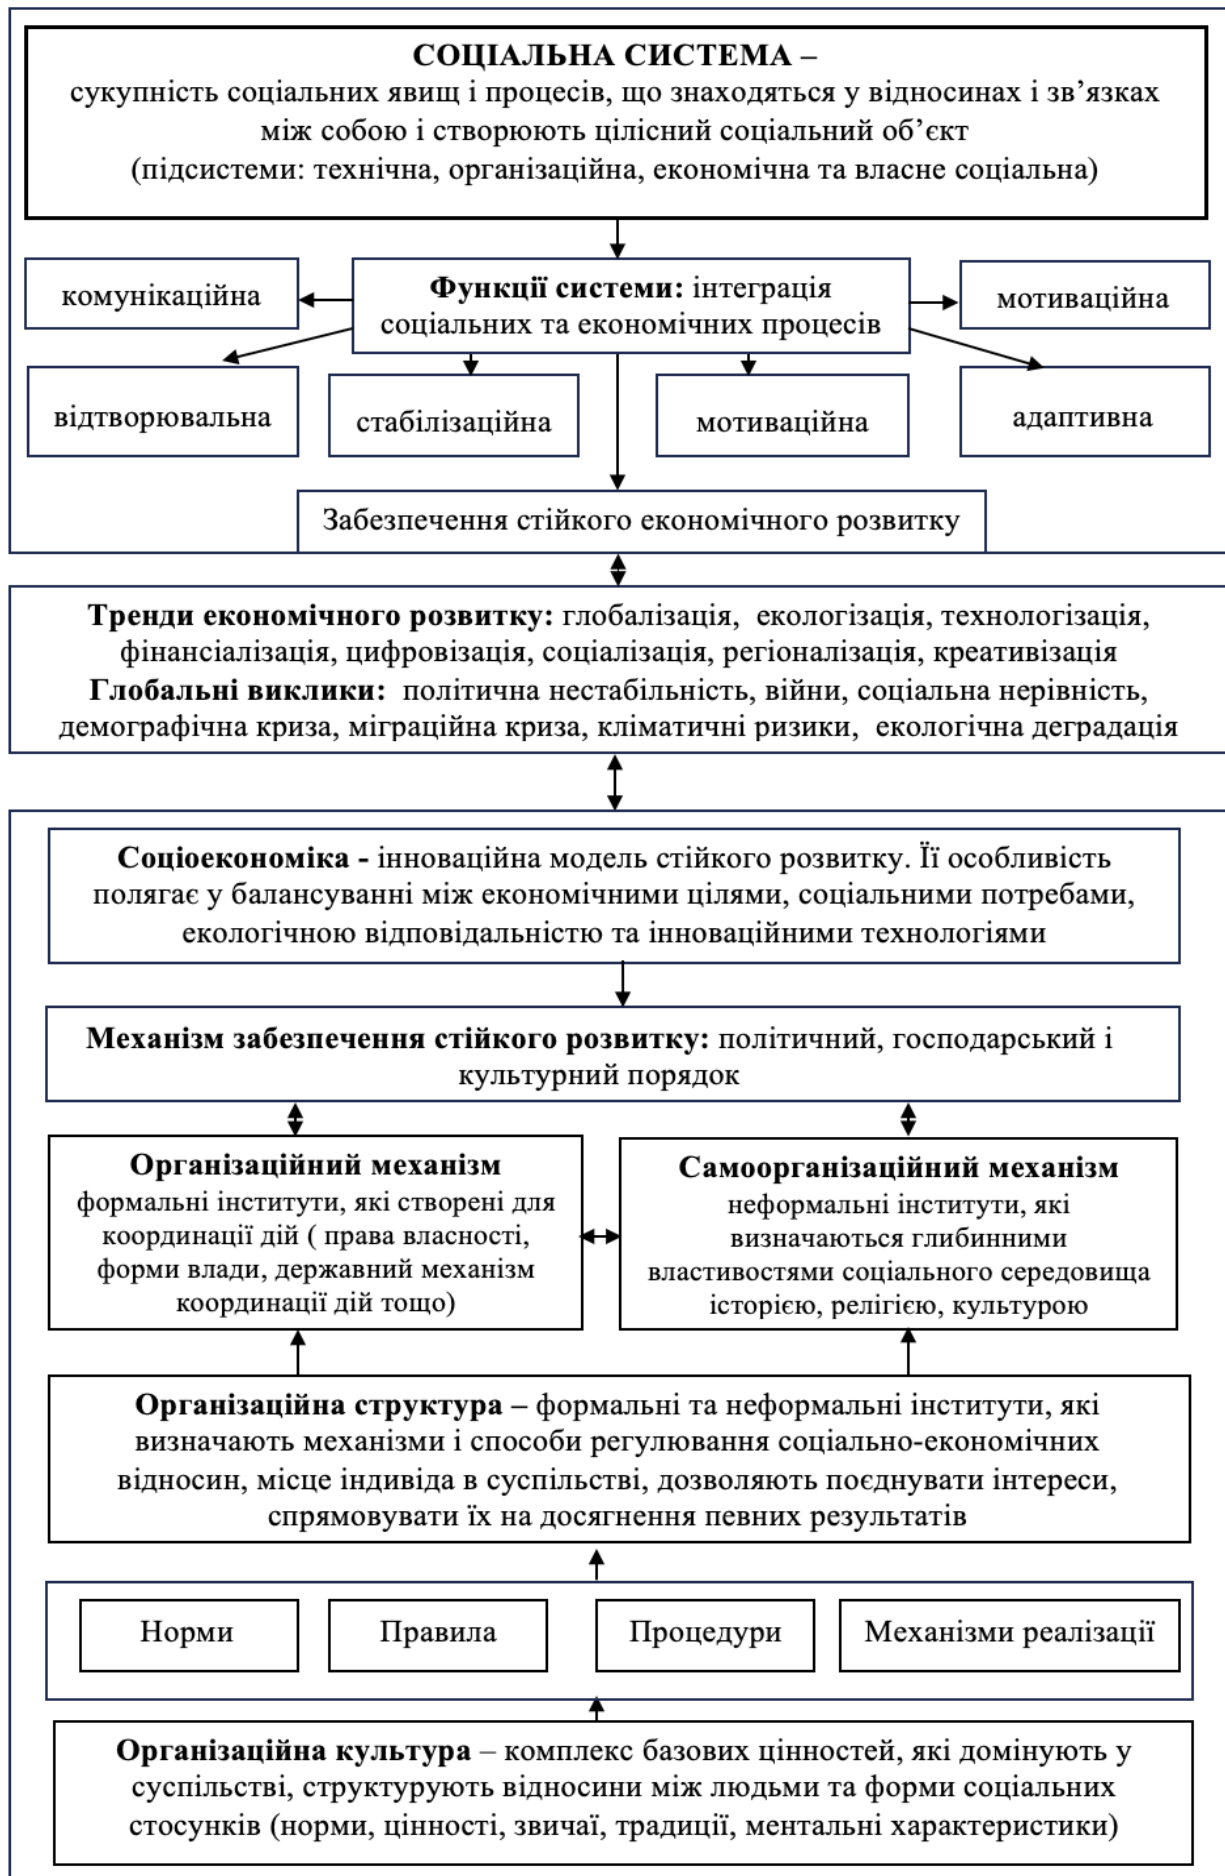 СОЦІАЛЬНА СИСТЕМА –
сукупність соціальних явищ і процесів, що знаходяться у відносинах і зв’язках
між собою і створюють цілісний соціальний об’єкт
(підсистеми: технічна, організаційна, економічна та власне соціальна)
комунікаційна
Функції системи: інтеграція
соціальних та економічних процесів
мотиваційна
відтворювальна
стабілізаційна
мотиваційна
адаптивна
Забезпечення стійкого економічного розвитку
Тренди економічного розвитку: глобалізація, екологізація, технологізація,
фінансіалізація, цифровізація, соціалізація, регіоналізація, креативізація
Глобальні виклики: політична нестабільність, війни, соціальна нерівність,
демографічна криза, міграційна криза, кліматичні ризики, екологічна деградація
Соціоекономіка - інноваційна модель стійкого розвитку. Її особливість
полягає у балансуванні між економічними цілями, соціальними потребами,
екологічною відповідальністю та інноваційними технологіями
Механізм забезпечення стійкого розвитку: політичний, господарський і
культурний порядок
Організаційний механізм
формальні інститути, які створені для
координації дій ( права власності,
форми влади, державний механізм
координації дій тощо)
Самоорганізаційний механізм
неформальні інститути, які
визначаються глибинними
властивостями соціального середовища
історією, релігією, культурою
Організаційна структура – формальні та неформальні інститути, які
визначають механізми і способи регулювання соціально-економічних
відносин, місце індивіда в суспільстві, дозволяють поєднувати інтереси,
спрямовувати їх на досягнення певних результатів
Норми
Правила
Процедури
Механізми реалізації
Організаційна культура – комплекс базових цінностей, які домінують у
суспільстві, структурують відносини між людьми та форми соціальних
стосунків (норми, цінності, звичаї, традиції, ментальні характеристики)